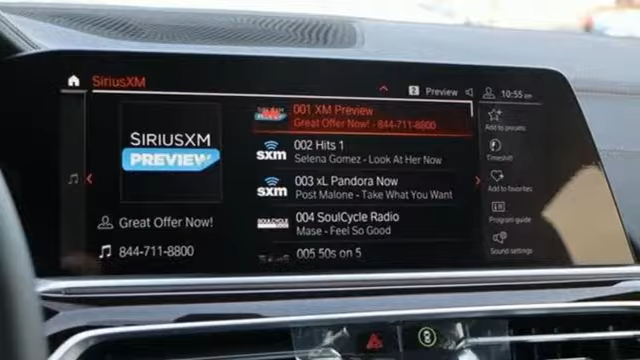 SiriusXM
2 Preview
10:55 am
001 XM Preview
Great Offer Now! - 844-711-8800
Add to presets
SIRIUSXM
PREVIEW
sxm
002 Hits 1
Selena Gomez - Look At Her Now
Timeshift
sxm
003 xL Pandora Now
Post Malone - Take What You Want
Add to favorites
SOULCYCLE
004 SoulCycle Radio
Mase - Feel So Good
Program guide
Great Offer Now!
844-711-8800
005 50s on 5
Sound settings